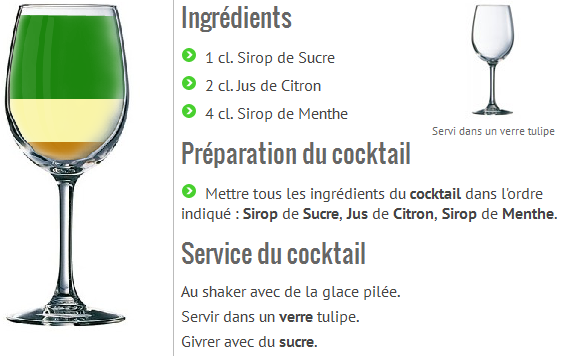 Ingrédients
1 cl. Sirop de Sucre
2 cl. Jus de Citron
4 cl. Sirop de Menthe
Servi dans un verre tulipe
Préparation du cocktail
Mettre tous les ingrédients du cocktail dans l'ordre
indiqué : Sirop de Sucre, Jus de Citron, Sirop de Menthe.
Service du cocktail
Au shaker avec de la glace pilée.
Servir dans un verre tulipe.
Givrer avec du sucre.